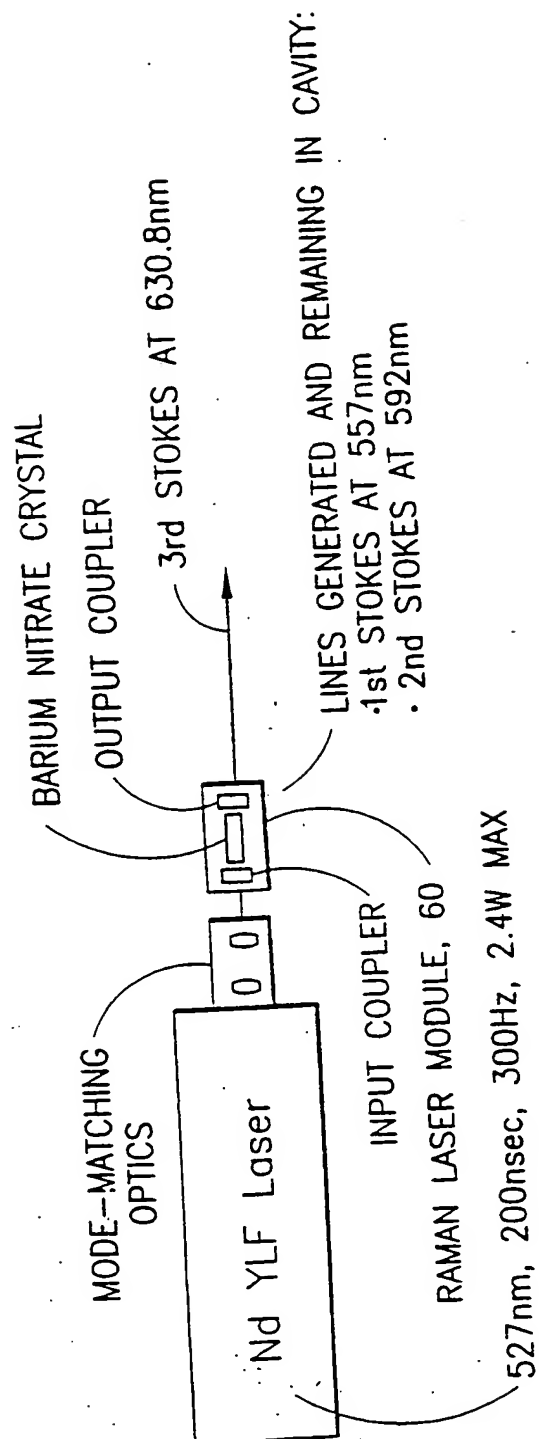 BARIUM NITRATE CRYSTAL
OUTPUT COUPLER
3rd STOKES AT 630.8nm
MODE-MATCHING
OPTICS
Nd YLF Laser
LINES GENERATED AND REMAINING IN CAVITY:
·1st STOKES AT 557nm
· 2nd STOKES AT 592nm
INPUT COUPLER
RAMAN LASER MODULE, 60
527nm, 200nsec, 300Hz, 2.4W MAX